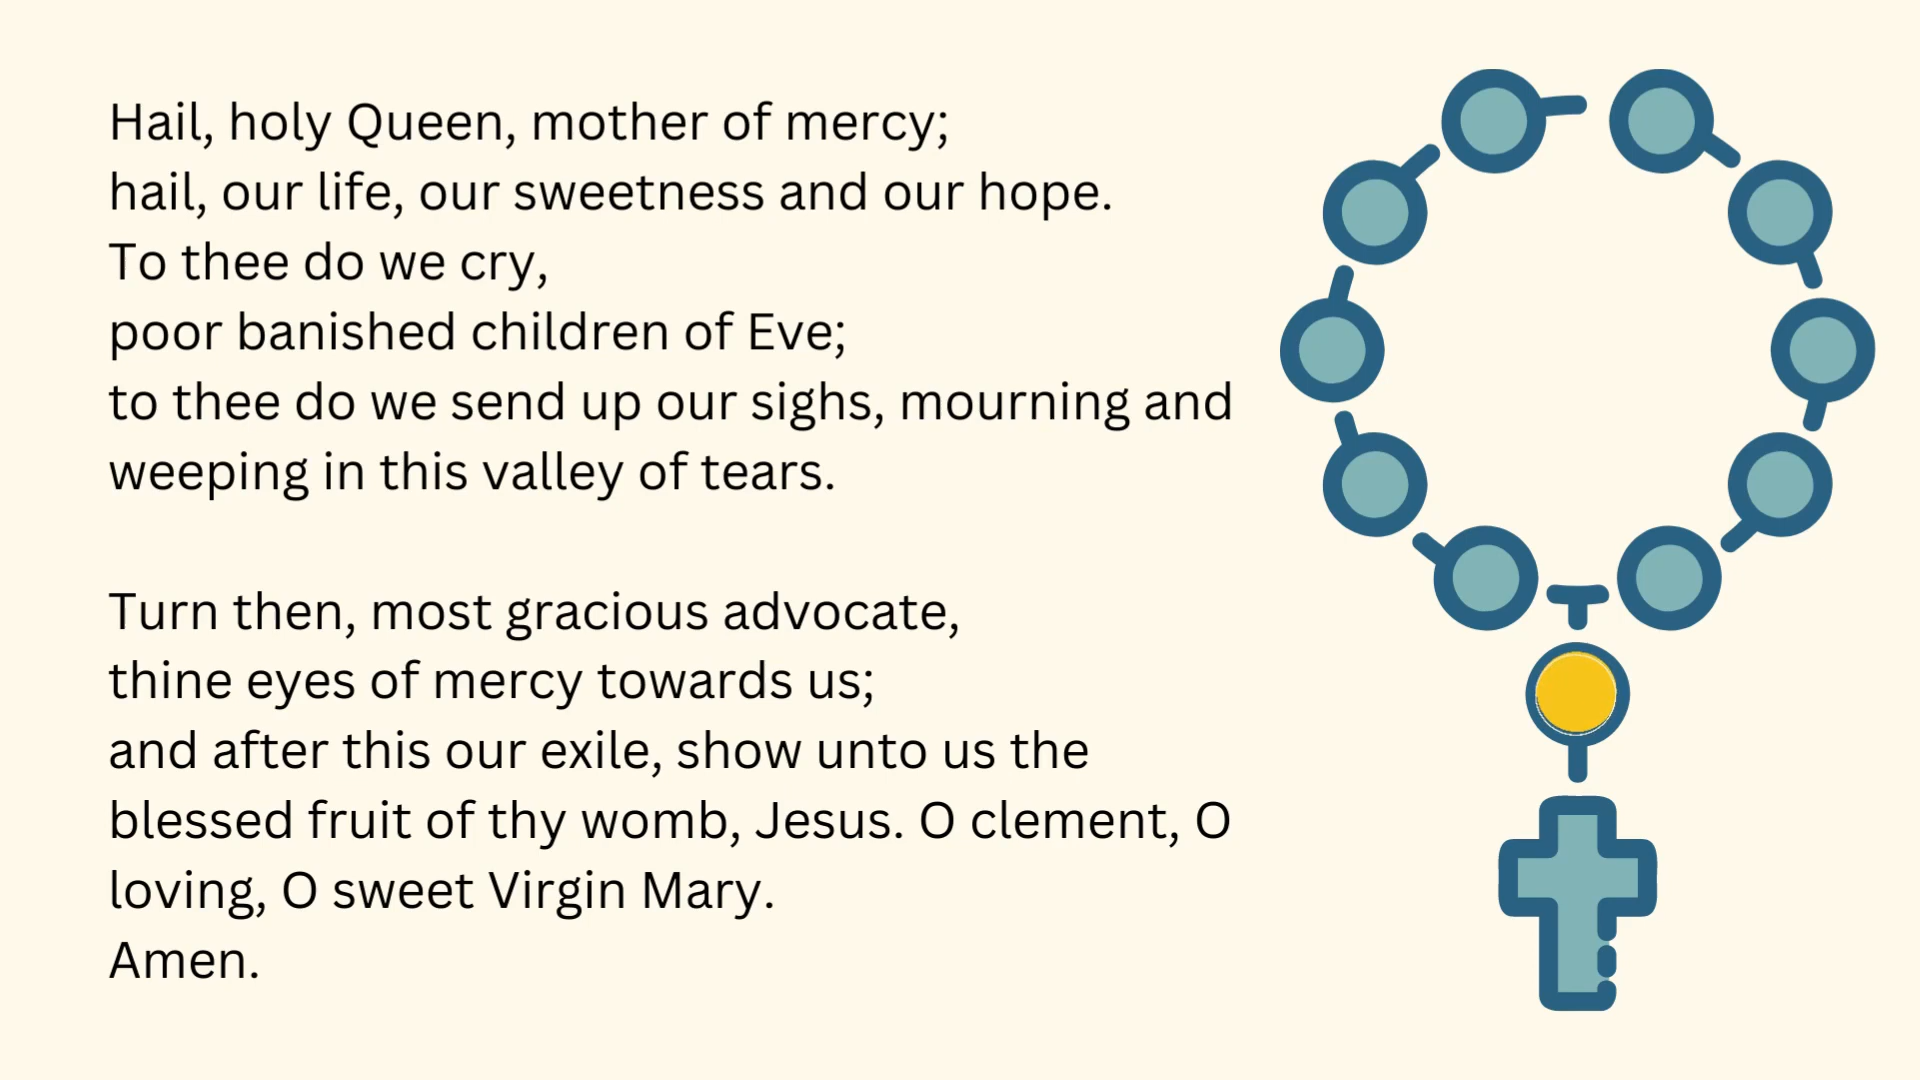 Hail, holy Queen, mother of mercy;
hail, our life, our sweetness and our hope.
To thee do we cry,
poor banished children of Eve;
to thee do we send up our sighs, mourning and
weeping in this valley of tears.
Turn then, most gracious advocate,
thine eyes of mercy towards us;
and after this our exile, show unto us the
blessed fruit of thy womb, Jesus. O clement, O
loving, O sweet Virgin Mary.
Amen.